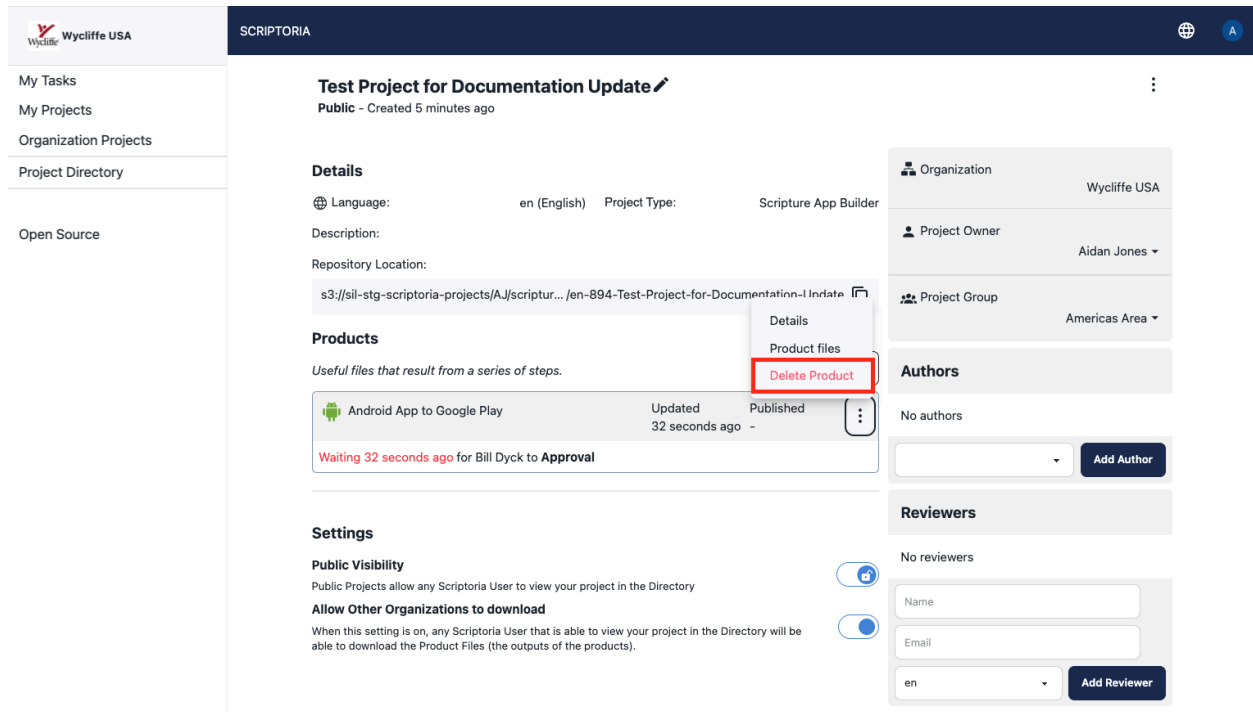 Wycliffe
Wycliffe USA
SCRIPTORIA
A
My Tasks
My Projects
Organization Projects
Project Directory
Open Source
Test Project for Documentation Update
Public - Created 5 minutes ago
Details
Language: en (English) Project Type: Scripture App Builder
Description:
Repository Location:
s3://sil-stg-scriptoria-projects/AJ/scriptur... /en-894-Test-Project-for-Documentation-Update
Details
Product files
Delete Product
Products
Useful files that result from a series of steps.
Android App to Google Play
Updated
32 seconds ago
Published
-
Waiting 32 seconds ago for Bill Dyck to Approval
Settings
Public Visibility
Public Projects allow any Scriptoria User to view your project in the Directory
Allow Other Organizations to download
When this setting is on, any Scriptoria User that is able to view your project in the Directory will be
able to download the Product Files (the outputs of the products).
Organization
Wycliffe USA
Project Owner
Aidan Jones
Project Group
Americas Area
Authors
No authors
Add Author
Reviewers
No reviewers
Name
Email
en
Add Reviewer